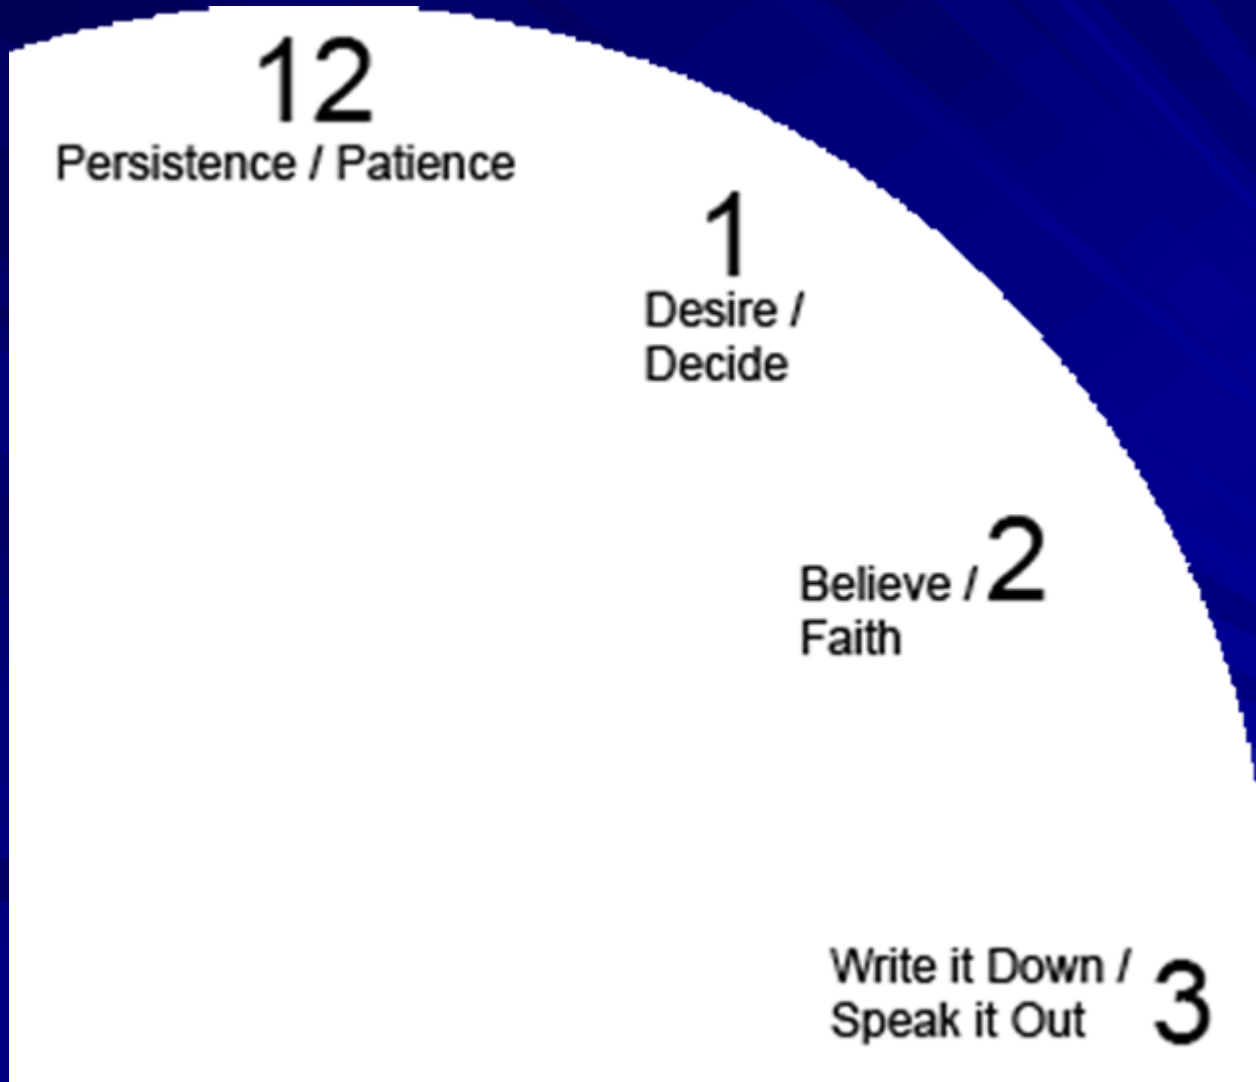 12
Persistence / Patience
1
Desire /
Decide
2
Believe /
Faith
Write it Down /
Speak it Out
3